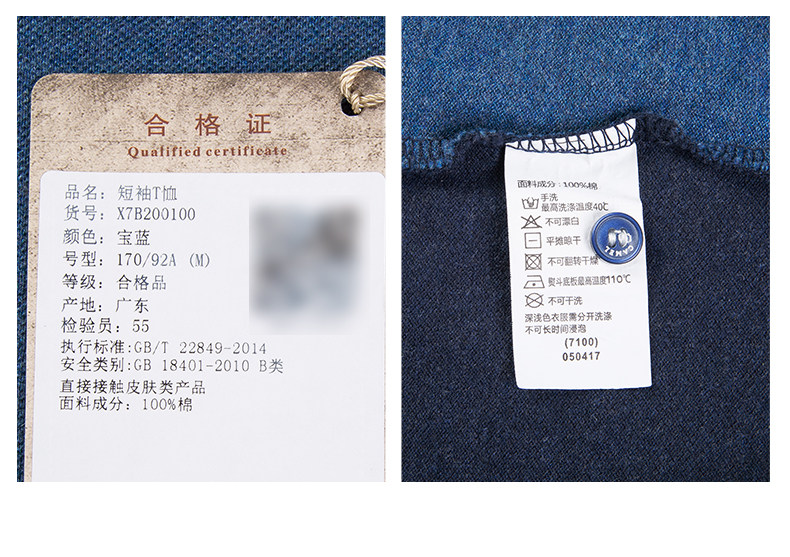 合格证
Qualified certificate
品名：短袖T恤
货号：X7B200100
颜色：宝蓝
号型：170/92A (M)
等级：合格品
产地：广东
检验员：55
执行标准:GB/T 22849-2014
安全类别:GB 18401-2010 B类
直接接触皮肤类产品
面料成分：100%棉
面料成分：100%棉
手洗
最高洗涤温度40℃
不可漂白
平摊晾干
不可翻转干燥
熨斗底板最高温度110℃
不可干洗
深浅色衣服需分开洗涤
不可长时间浸泡
(7100)
050417
CAMEL